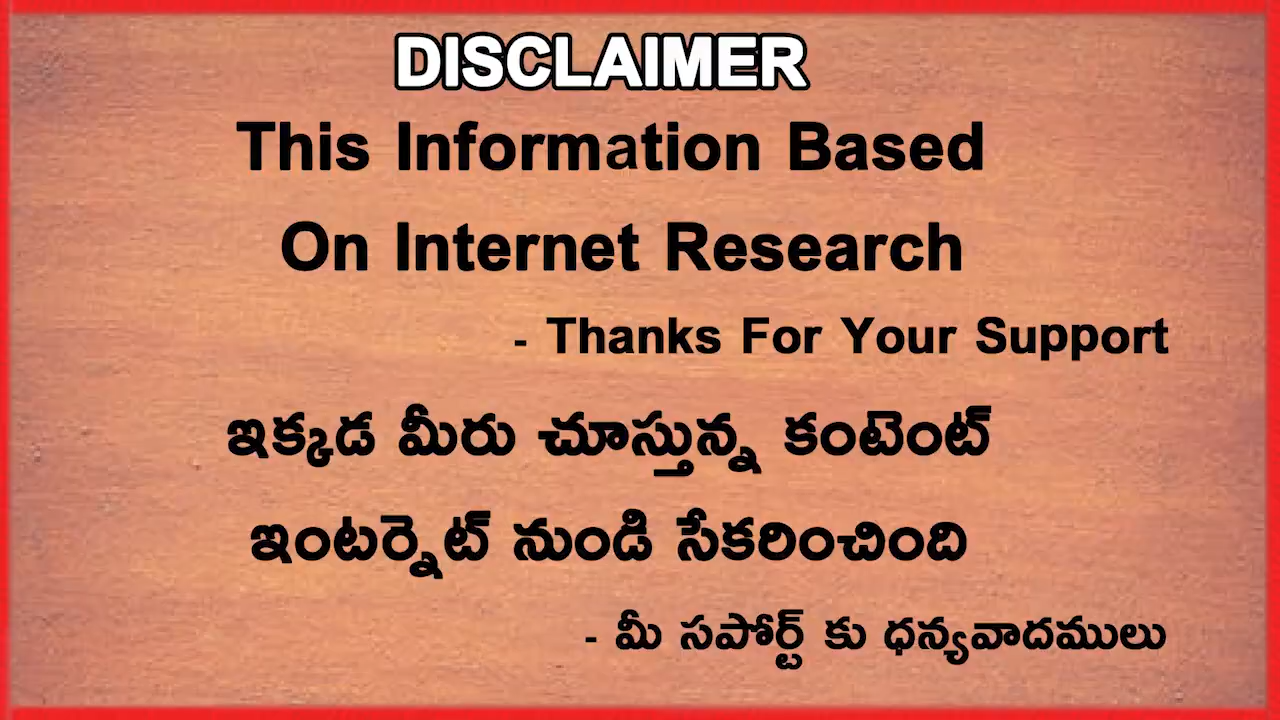 DISCLAIMER
This Information Based
On Internet Research
- Thanks For Your Support
ఇక్కడ మీరు చూస్తున్న కంటెంట్
ఇంటర్నెట్ నుండి సేకరించింది
- మీ సపోర్ట్ కు ధన్యవాదములు